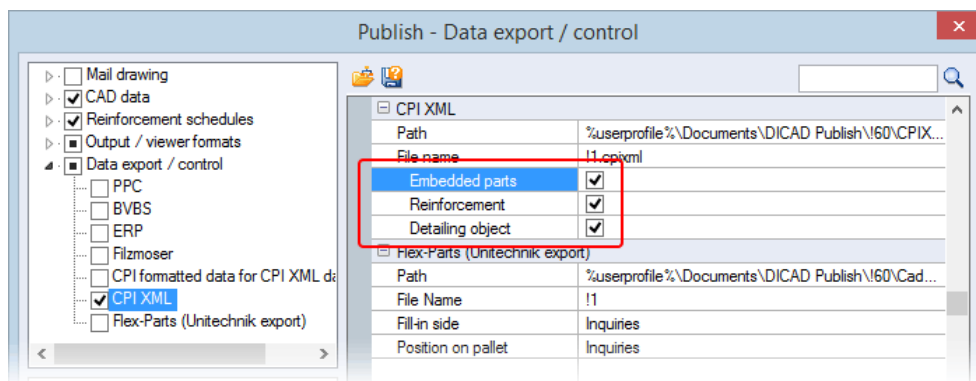 Publish - Data export / control
Mail drawing
CAD data
Reinforcement schedules
Output / viewer formats
Data export / control
PPC
BVBS
ERP
Filzmoser
CPI formatted data for CPI XML da
CPI XML
Flex-Parts (Unitechnik export)
CPI XML
Path %userprofile%\Documents\DICAD Publish\!60\CPIX...
File name !1.cpixml
Embedded parts
Reinforcement
Detailing object
Flex-Parts (Unitechnik export)
Path %userprofile%\Documents\DICAD Publish\!60\Cad...
File Name !1
Fill-in side Inquiries
Position on pallet Inquiries